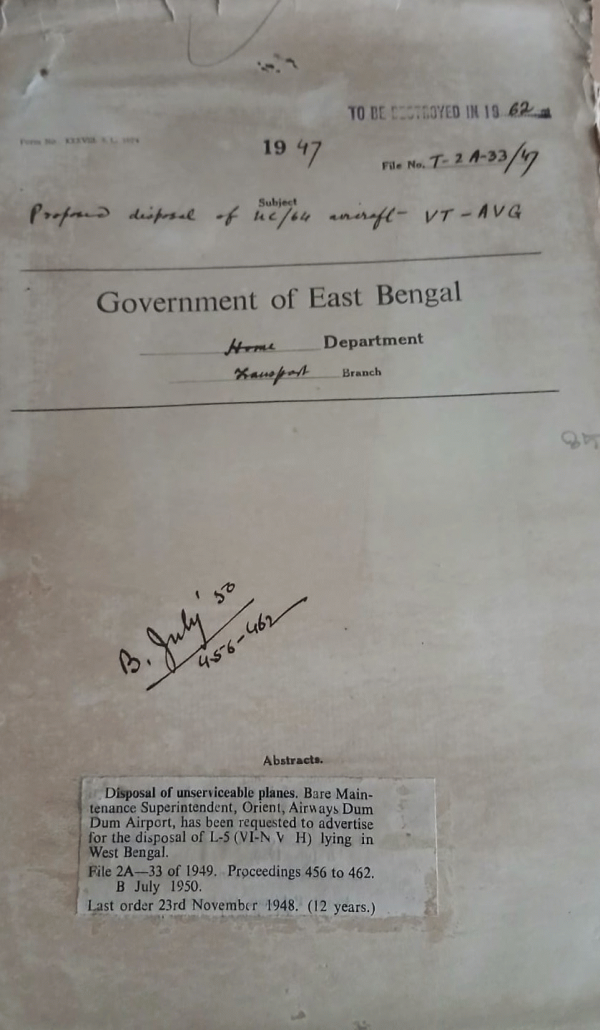 TO BE DESTROYED IN 19 62
19 47
File No. T-2 A-33/47
Subject
Proposed disposal of UC/64 aircraft- VT-AVG
Government of East Bengal
Home Department
Transport Branch
B. July '50
456-462
Abstracts.
Disposal of unserviceable planes. Bare Main-
tenance Superintendent, Orient, Airways Dum
Dum Airport, has been requested to advertise
for the disposal of L-5 (VI-N V H) lying in
West Bengal.
File 2A—33 of 1949. Proceedings 456 to 462.
B July 1950.
Last order 23rd November 1948. (12 years.)